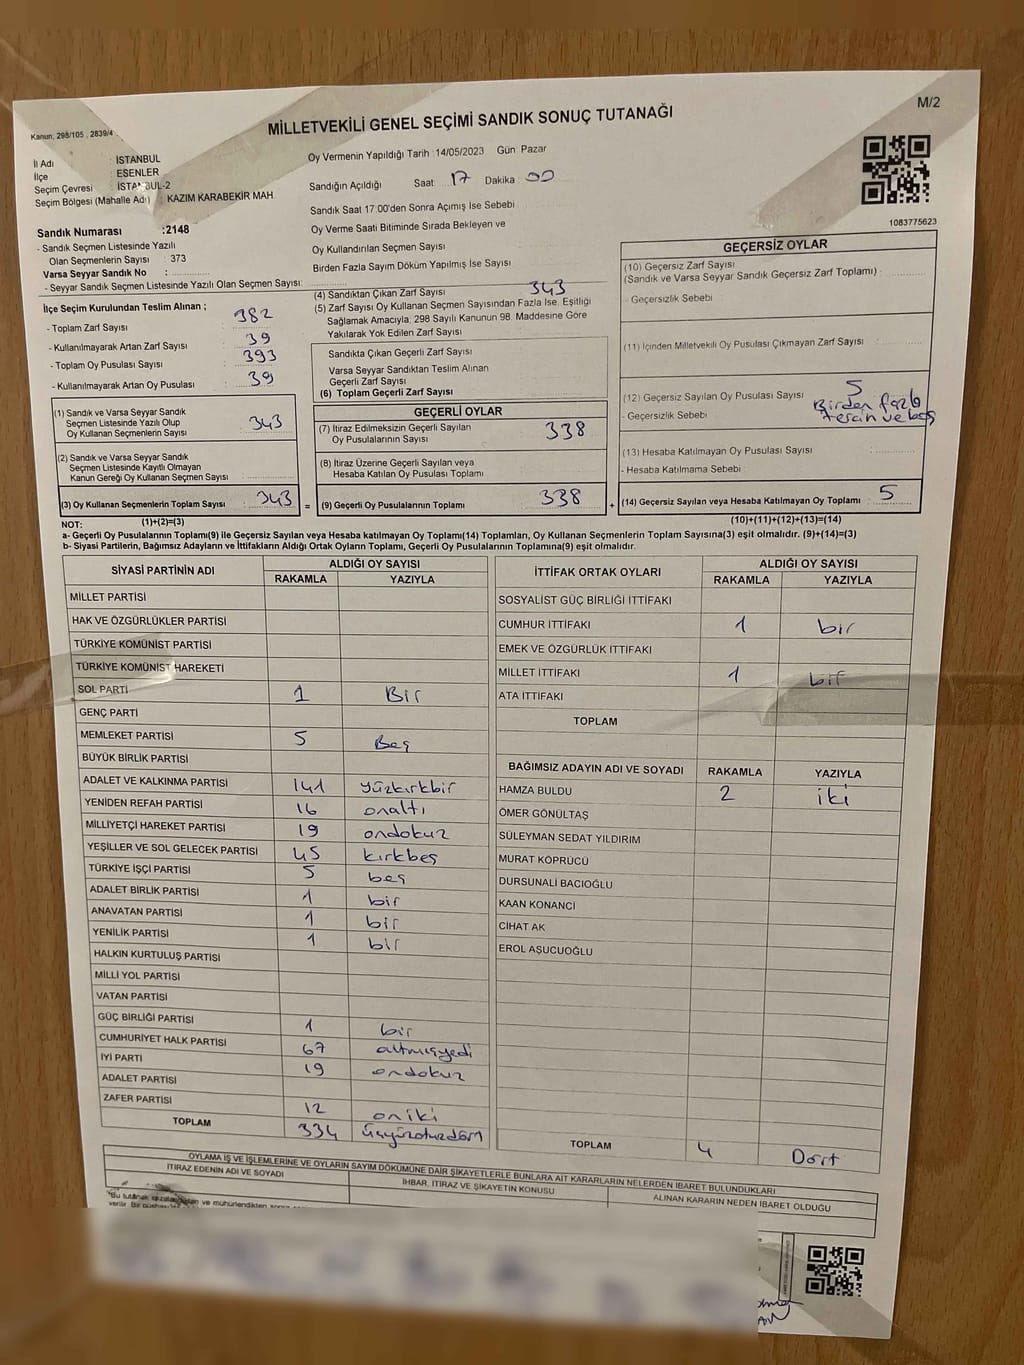 M/2
Kanun, 298/105 , 2839/4
MİLLETVEKİLİ GENEL SEÇİMİ SANDIK SONUÇ TUTANAĞI
İl Adı : İSTANBUL
İlçe : ESENLER
Seçim Çevresi : İSTANBUL-2
Seçim Bölgesi (Mahalle Adı) : KAZIM KARABEKİR MAH.
Oy Vermenin Yapıldığı Tarih :14/05/2023 Gün Pazar
Sandığın Açıldığı Saat 17 Dakika 00
Sandık Saat 17:00'den Sonra Açımış İse Sebebi
Oy Verme Saati Bitiminde Sırada Bekleyen ve
Oy Kullandırılan Seçmen Sayısı
Birden Fazla Sayım Döküm Yapılmış İse Sayısı
1083775623
Sandık Numarası :2148
- Sandık Seçmen Listesinde Yazılı
Olan Seçmenlerin Sayısı : 373
Varsa Seyyar Sandık No :
- Seyyar Sandık Seçmen Listesinde Yazılı Olan Seçmen Sayısı:
İlçe Seçim Kurulundan Teslim Alınan ;
- Toplam Zarf Sayısı 382
- Kullanılmayarak Artan Zarf Sayısı 39
- Toplam Oy Pusulası Sayısı 393
- Kullanılmayarak Artan Oy Pusulası 39
(1) Sandık ve Varsa Seyyar Sandık
Seçmen Listesinde Yazılı Olup
Oy Kullanan Seçmenlerin Sayısı 343
(2) Sandık ve Varsa Seyyar Sandık
Seçmen Listesinde Kayıtlı Olmayan
Kanun Gereği Oy Kullanan Seçmen Sayısı
(3) Oy Kullanan Seçmenlerin Toplam Sayısı 343
(1)+(2)=(3)
(4) Sandıktan Çıkan Zarf Sayısı 343
(5) Zarf Sayısı Oy Kullanan Seçmen Sayısından Fazla İse, Eşitliği
Sağlamak Amacıyla, 298 Sayılı Kanunun 98. Maddesine Göre
Yakılarak Yok Edilen Zarf Sayısı
Sandıkta Çıkan Geçerli Zarf Sayısı
Varsa Seyyar Sandıktan Teslim Alınan
Geçerli Zarf Sayısı
(6) Toplam Geçerli Zarf Sayısı
GEÇERLİ OYLAR
(7) İtiraz Edilmeksizin Geçerli Sayılan
Oy Pusulalarının Sayısı 338
(8) İtiraz Üzerine Geçerli Sayılan veya
Hesaba Katılan Oy Pusulası Toplamı
= (9) Geçerli Oy Pusulalarının Toplamı 338 +
GEÇERSİZ OYLAR
(10) Geçersiz Zarf Sayısı
(Sandık ve Varsa Seyyar Sandık Geçersiz Zarf Toplamı) :
- Geçersizlik Sebebi
(11) İçinden Milletvekili Oy Pusulası Çıkmayan Zarf Sayısı
(12) Geçersiz Sayılan Oy Pusulası Sayısı 5
- Geçersizlik Sebebi Birden fazla
tercih ve boş
(13) Hesaba Katılmayan Oy Pusulası Sayısı
- Hesaba Katılmama Sebebi
(14) Geçersiz Sayılan veya Hesaba Katılmayan Oy Toplamı 5
(10)+(11)+(12)+(13)=(14)
NOT:
a- Geçerli Oy Pusulalarının Toplamı(9) ile Geçersiz Sayılan veya Hesaba katılmayan Oy Toplamı(14) Toplamları, Oy Kullanan Seçmenlerin Toplam Sayısına(3) eşit olmalıdır. (9)+(14)=(3)
b- Siyasi Partilerin, Bağımsız Adayların ve İttifakların Aldığı Ortak Oyların Toplamı, Geçerli Oy Pusulalarının Toplamına(9) eşit olmalıdır.
SİYASİ PARTİNİN ADI ALDIĞI OY SAYISI
RAKAMLA YAZIYLA
MİLLET PARTİSİ
HAK VE ÖZGÜRLÜKLER PARTİSİ
TÜRKİYE KOMÜNİST PARTİSİ
TÜRKİYE KOMÜNİST HAREKETİ
SOL PARTİ 1 Bir
GENÇ PARTİ
MEMLEKET PARTİSİ 5 Beş
BÜYÜK BİRLİK PARTİSİ
ADALET VE KALKINMA PARTİSİ 141 yüzkırkbir
YENİDEN REFAH PARTİSİ 16 onaltı
MİLLİYETÇİ HAREKET PARTİSİ 19 ondokuz
YEŞİLLER VE SOL GELECEK PARTİSİ 45 kırkbeş
TÜRKİYE İŞÇİ PARTİSİ 5 beş
ADALET BİRLİK PARTİSİ 1 bir
ANAVATAN PARTİSİ 1 bir
YENİLİK PARTİSİ 1 bir
HALKIN KURTULUŞ PARTİSİ
MİLLİ YOL PARTİSİ
VATAN PARTİSİ
GÜÇ BİRLİĞİ PARTİSİ 1 bir
CUMHURİYET HALK PARTİSİ 67 altmışyedi
İYİ PARTİ 19 ondokuz
ADALET PARTİSİ
ZAFER PARTİSİ 12 oniki
TOPLAM 334 Üçyüzotuzdört
İTTİFAK ORTAK OYLARI ALDIĞI OY SAYISI
RAKAMLA YAZIYLA
SOSYALİST GÜÇ BİRLİĞİ İTTİFAKI
CUMHUR İTTİFAKI 1 bir
EMEK VE ÖZGÜRLÜK İTTİFAKI
MİLLET İTTİFAKI 1 bir
ATA İTTİFAKI
TOPLAM
BAĞIMSIZ ADAYIN ADI VE SOYADI RAKAMLA YAZIYLA
HAMZA BULDU 2 iki
ÖMER GÖNÜLTAŞ
SÜLEYMAN SEDAT YILDIRIM
MURAT KÖPRÜCÜ
DURSUNALİ BACIOĞLU
KAAN KONANCİ
CİHAT AK
EROL AŞUCUOĞLU
TOPLAM 4 Dört
OYLAMA İŞ VE İŞLEMLERİNE VE OYLARIN SAYIM DÖKÜMÜNE DAİR ŞİKAYETLERLE BUNLARA AİT KARARLARIN NELERDEN İBARET BULUNDUKLARI
İTİRAZ EDENİN ADI VE SOYADI İHBAR, İTİRAZ VE ŞİKAYETİN KONUSU ALINAN KARARIN NEDEN İBARET OLDUĞU